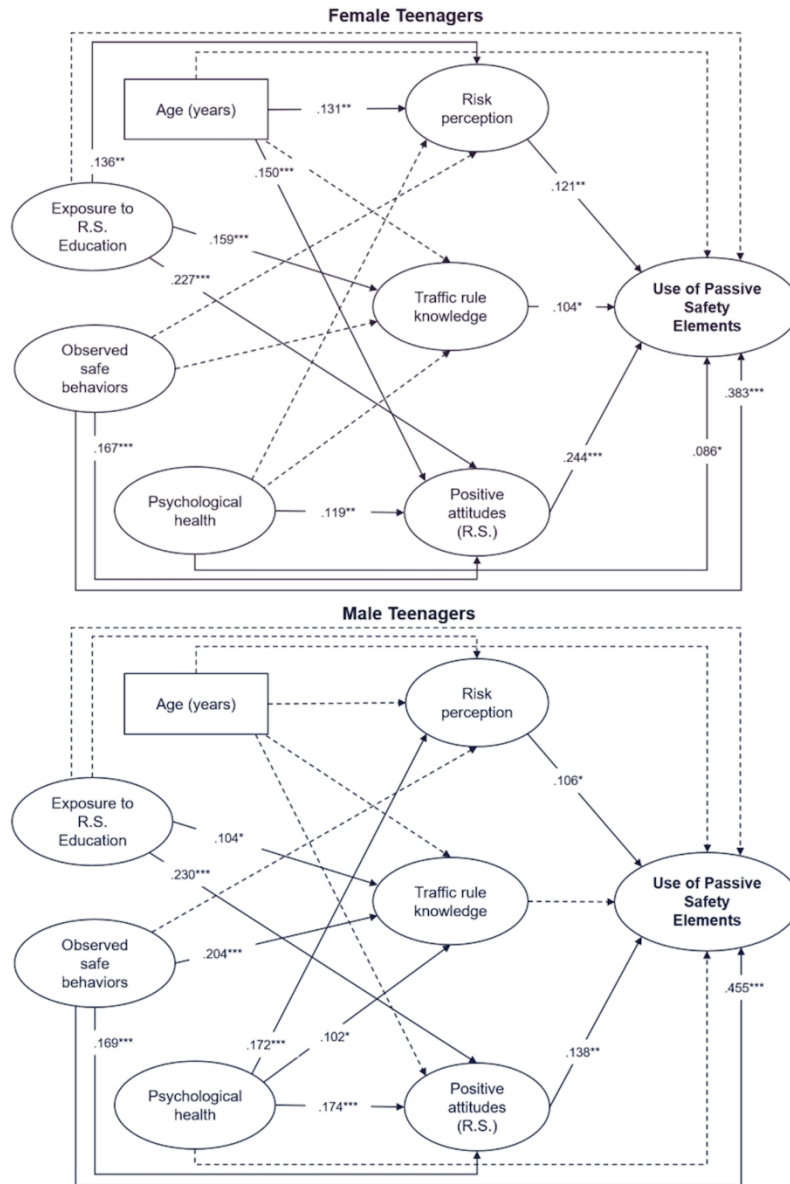 Female Teenagers
Age (years)
.131**
Risk
perception
.136**
.150***
.121**
Exposure to
R.S.
Education
.159***
.227***
Traffic rule
knowledge
.104*
Use of Passive
Safety
Elements
Observed
safe
behaviors
.167***
.383***
.086*
.244***
Psychological
health
.119**
Positive
attitudes
(R.S.)
Male Teenagers
Age (years)
Risk
perception
.106*
Exposure to
R.S.
Education
.104*
.230***
Traffic rule
knowledge
Use of Passive
Safety
Elements
Observed
safe
behaviors
.204***
.455***
.169***
.172***
.102*
.138**
Psychological
health
.174***
Positive
attitudes
(R.S.)